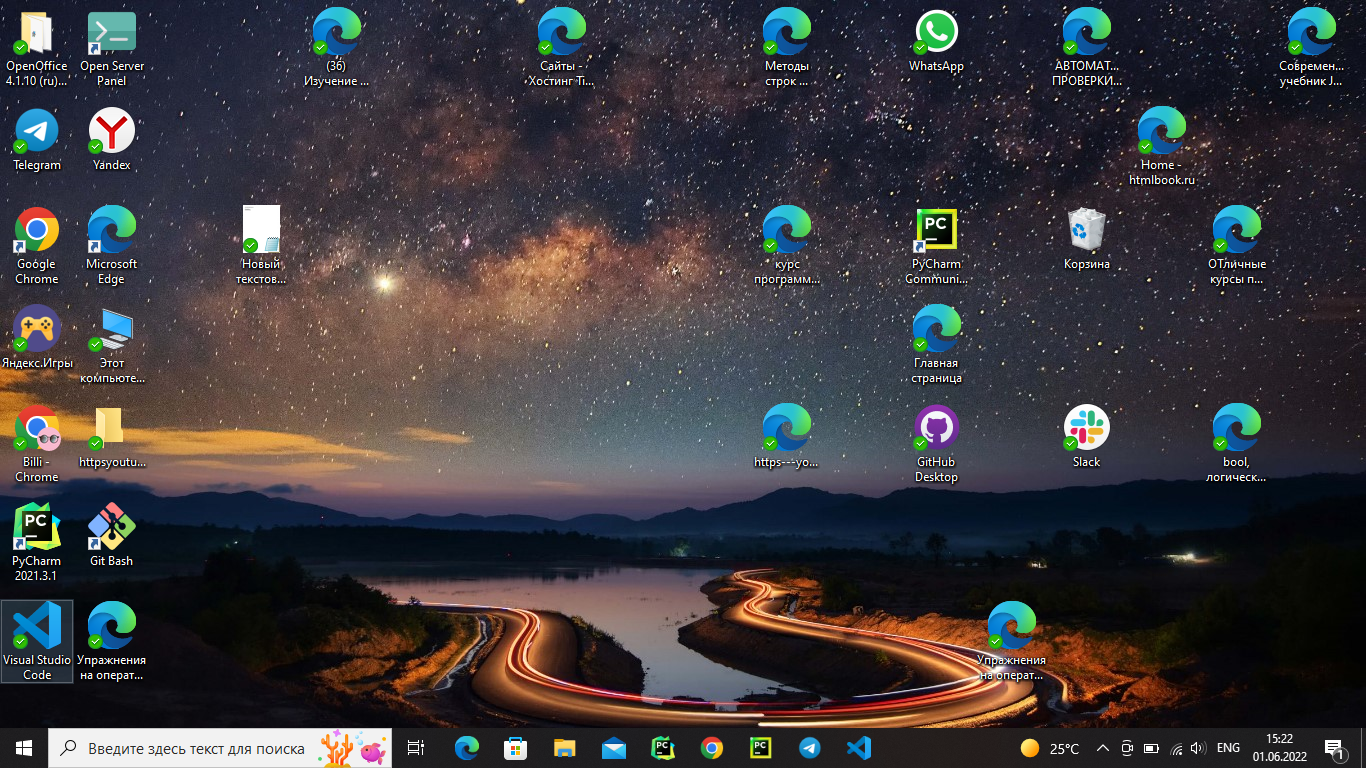 OpenOffice
4.1.10 (ru)...
Open Server
Panel
(36)
Изучение ...
Сайты -
Хостинг Ti...
Методы
строк ...
WhatsApp
АВТОМАТ...
ПРОВЕРКИ...
Современ...
учебник J...
Telegram
Yandex
Home -
htmlbook.ru
Google
Chrome
Microsoft
Edge
Новый
текстов...
курс
программ...
PyCharm
Communi...
Корзина
ОТличные
курсы п...
Яндекс.Игры
Этот
компьюте...
Главная
страница
Billi -
Chrome
httpsyoutu...
https---yo...
GitHub
Desktop
Slack
bool,
логическ...
PyCharm
2021.3.1
Git Bash
Visual Studio
Code
Упражнения
на операт...
Упражнения
на операт...
Введите здесь текст для поиска
25°C
ENG
15:22
01.06.2022
1